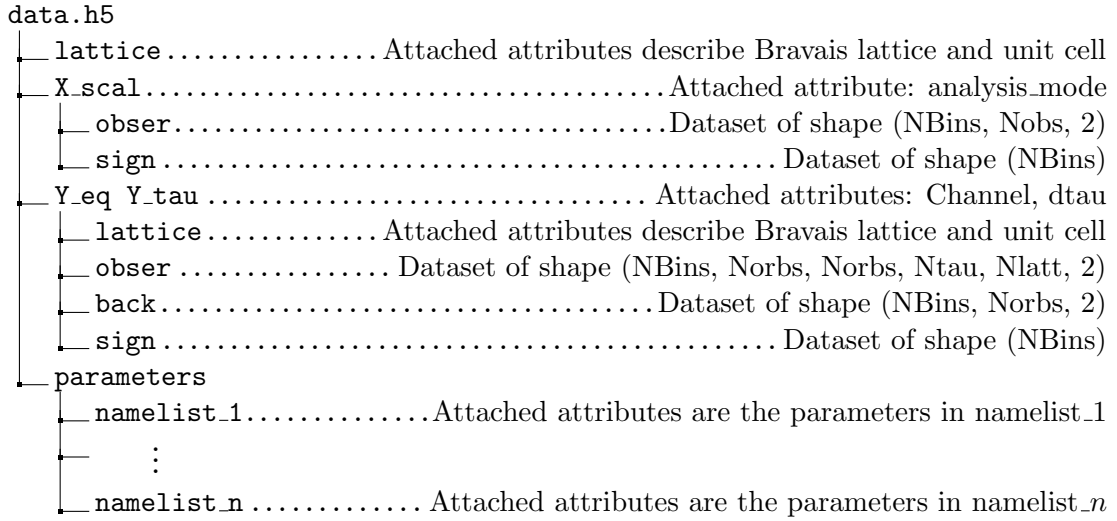 data.h5
lattice................Attached attributes describe Bravais lattice and unit cell
X_scal.......................................Attached attribute: analysis_mode
obser.....................................Dataset of shape (NBins, Nobs, 2)
sign..............................................Dataset of shape (NBins)
Y_eq Y_tau.................................Attached attributes: Channel, dtau
lattice.............Attached attributes describe Bravais lattice and unit cell
obser................Dataset of shape (NBins, Norbs, Norbs, Ntau, Nlatt, 2)
back.....................................Dataset of shape (NBins, Norbs, 2)
sign..............................................Dataset of shape (NBins)
parameters
namelist_1..............Attached attributes are the parameters in namelist_1
⋮
namelist_n.............Attached attributes are the parameters in namelist_n